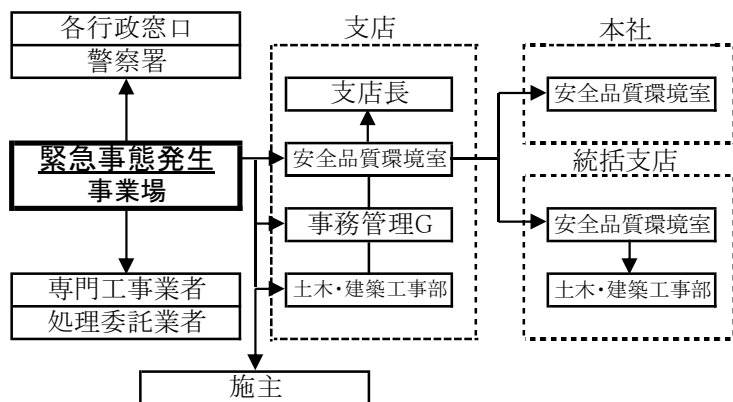 各行政窓口
警察署
緊急事態発生
事業場
専門工事業者
処理委託業者
施主
支店
支店長
安全品質環境室
事務管理G
土木・建築工事部
本社
安全品質環境室
統括支店
安全品質環境室
土木・建築工事部